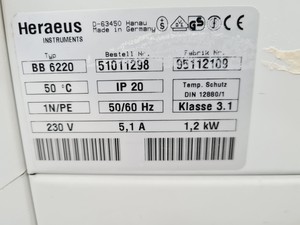 Heraeus D-63450 Hanau
INSTRUMENTS Made in Germany
Typ Bestell Nr. Fabrik Nr.
BB 6220 51011298 95112109
50 °C IP 20 Temp. Schutz
DIN 12880/1
1N/PE 50/60 Hz Klasse 3.1
230 V 5,1 A 1,2 kW